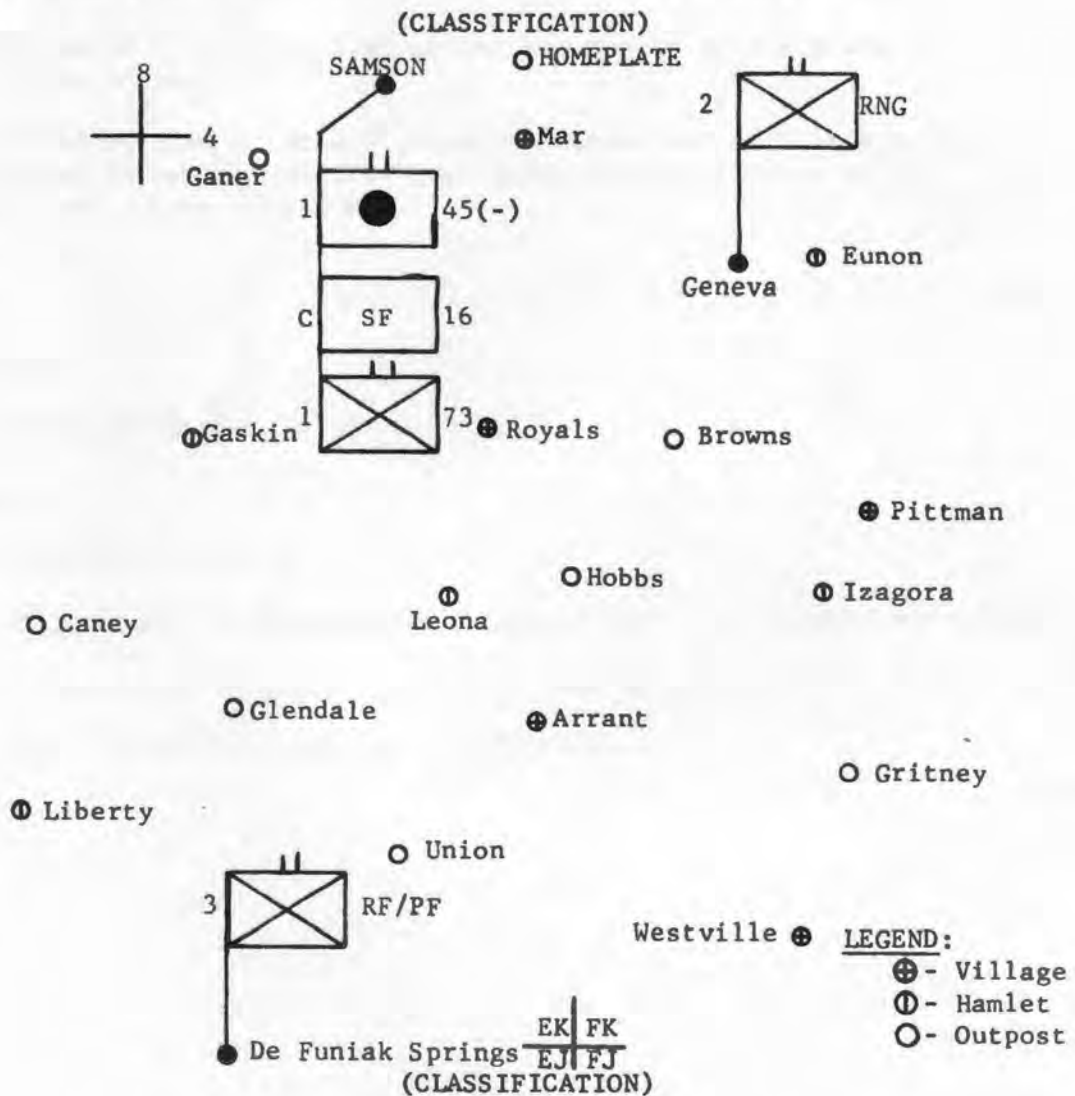 (CLASSIFICATION)
HOMEPLATE
SAMSON
8
2 RNG
4
Mar
Ganer
1 45(-)
Eunon
Geneva
C SF 16
1 73
Gaskin
Royals
Browns
Pittman
Hobbs
Izagora
Leona
Caney
Glendale
Arrant
Gritney
Liberty
Union
3 RF/PF
Westville
LEGEND:
- Village
- Hamlet
- Outpost
De Funiak Springs
EK FK
EJ FJ
(CLASSIFICATION)